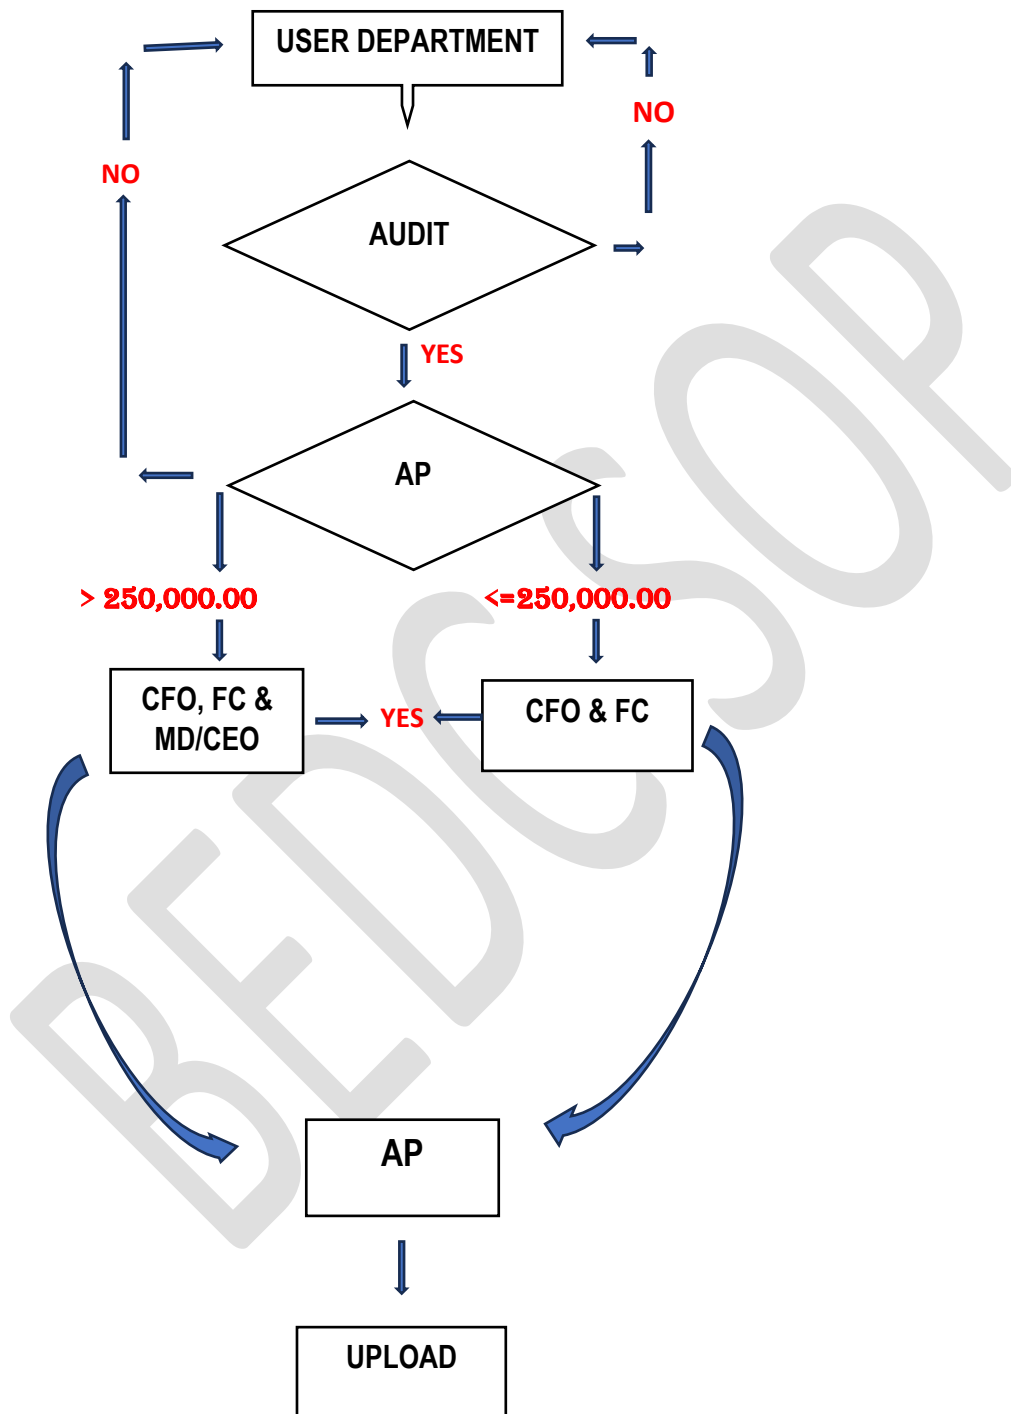 USER DEPARTMENT
NO
NO
AUDIT
YES
AP
> 250,000.00
<=250,000.00
CFO, FC &
MD/CEO
YES
CFO & FC
AP
UPLOAD
BEDCSOP